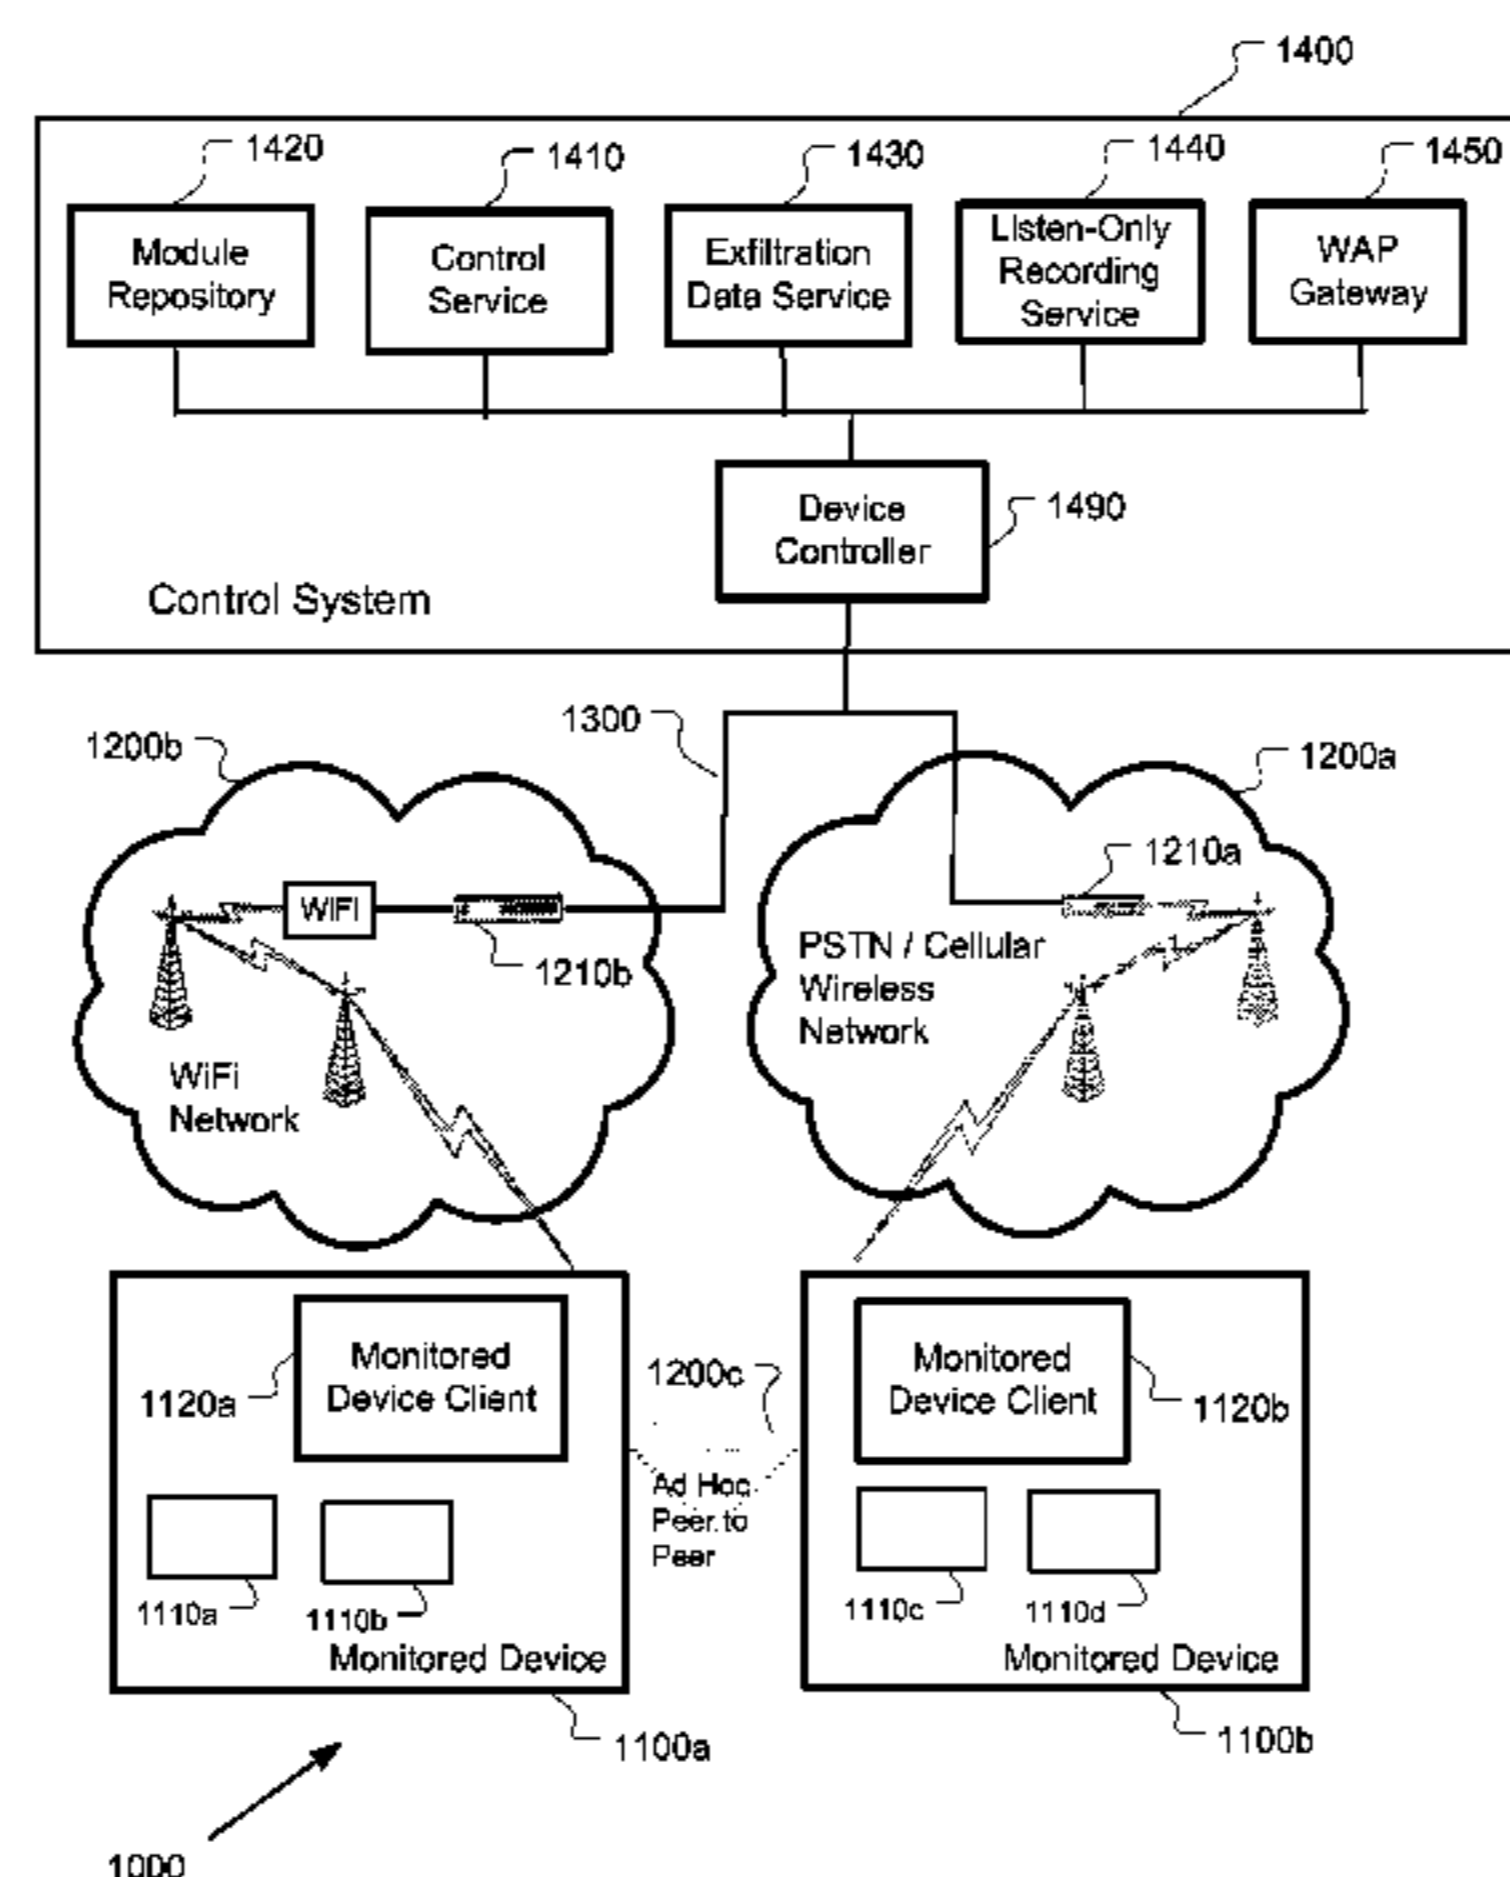 1400
1420
1410
1430
1440
1450
Module
Repository
Control
Service
Exfiltration
Data Service
Listen-Only
Recording
Service
WAP
Gateway
Device
Controller
1490
Control System
1300
1200b
1200a
WIFI
1210b
1210a
PSTN / Cellular
Wireless
Network
WiFi
Network
Monitored
Device Client
1120a
1200c
Monitored
Device Client
1120b
Ad Hoc
Peer to
Peer
1110a
1110b
1110c
1110d
Monitored Device
Monitored Device
1100a
1100b
1000